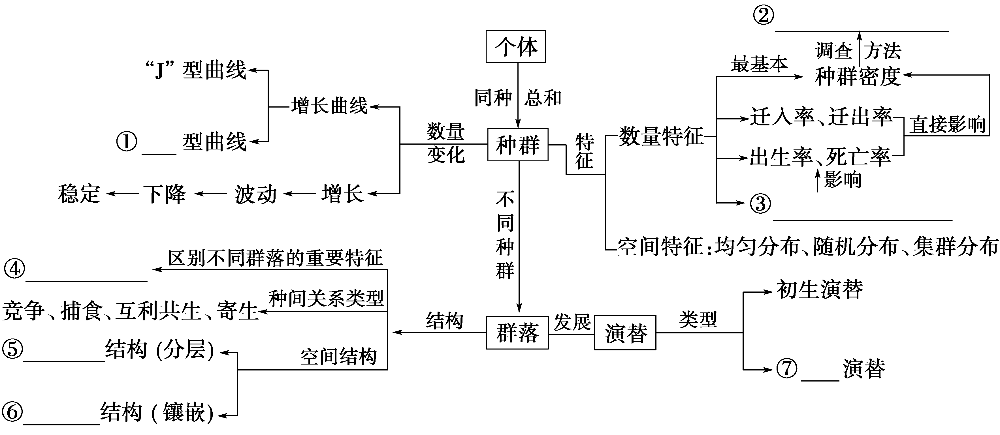 ②
个体
调查 方法
最基本
“J” 型曲线
种群密度
同种 总和
增长曲线
迁入率、迁出率
直接影响
数量
变化
特征
数量特征
①____ 型曲线
种群
出生率、死亡率
影响
稳定 下降 波动 增长
不同种群
③
空间特征:均匀分布、随机分布、集群分布
区别不同群落的重要特征
④
初生演替
种间关系类型
竞争、捕食、互利共生、寄生
结构
群落
发展
演替
类型
⑤____结构 (分层)
空间结构
⑦____ 演替
⑥____结构 (镶嵌)